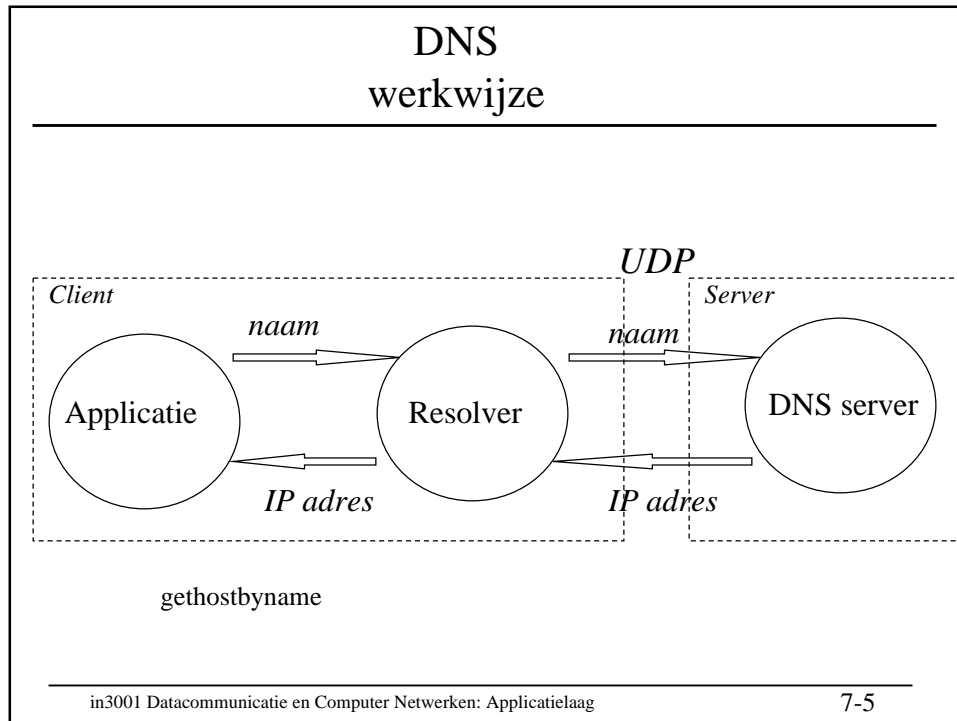 DNS
werkwijze
UDP
Client
Server
naam
naam
Applicatie
Resolver
DNS server
IP adres
IP adres
gethostbyname
in3001 Datacommunicatie en Computer Netwerken: Applicatielaag
7-5